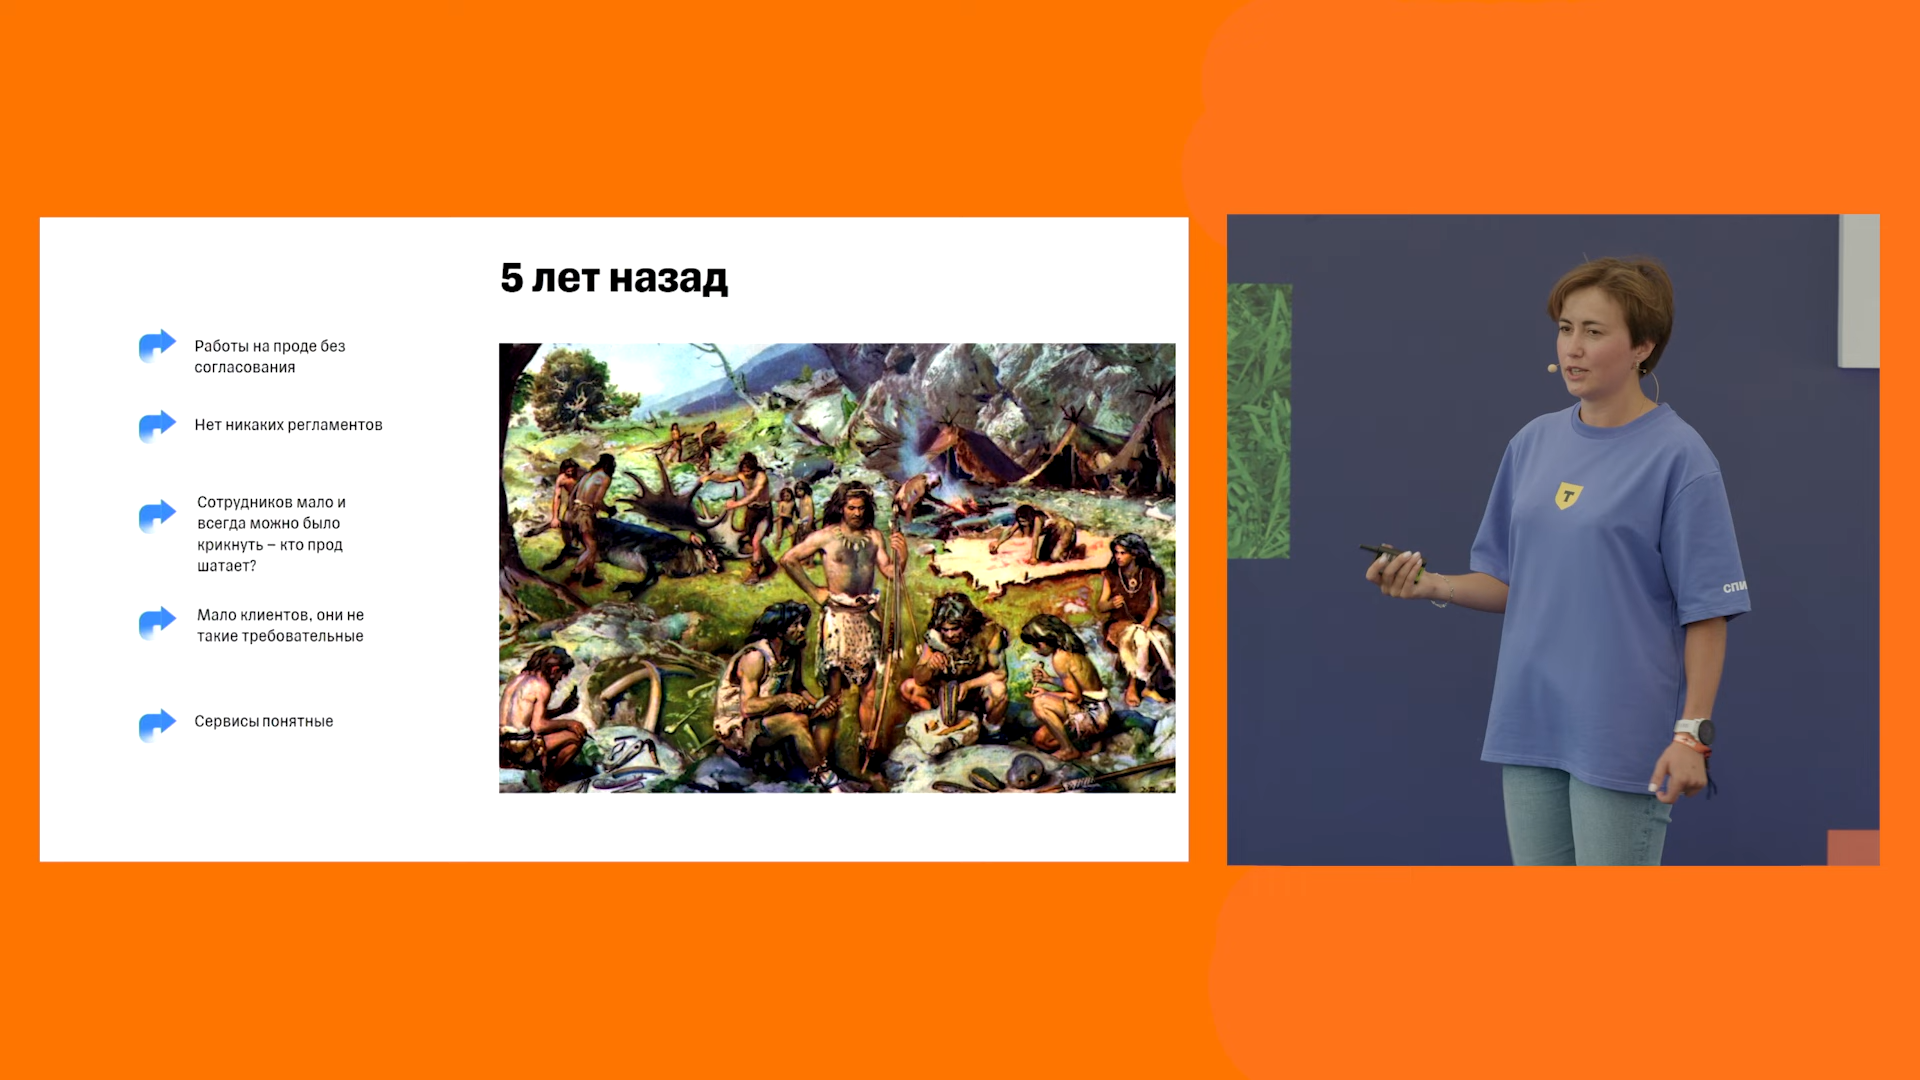 5 лет назад
Работы на проде без
согласования
Нет никаких регламентов
Сотрудников мало и
всегда можно было
крикнуть – кто прод
шатает?
Мало клиентов, они не
такие требовательные
Сервисы понятные
Т
СПИ